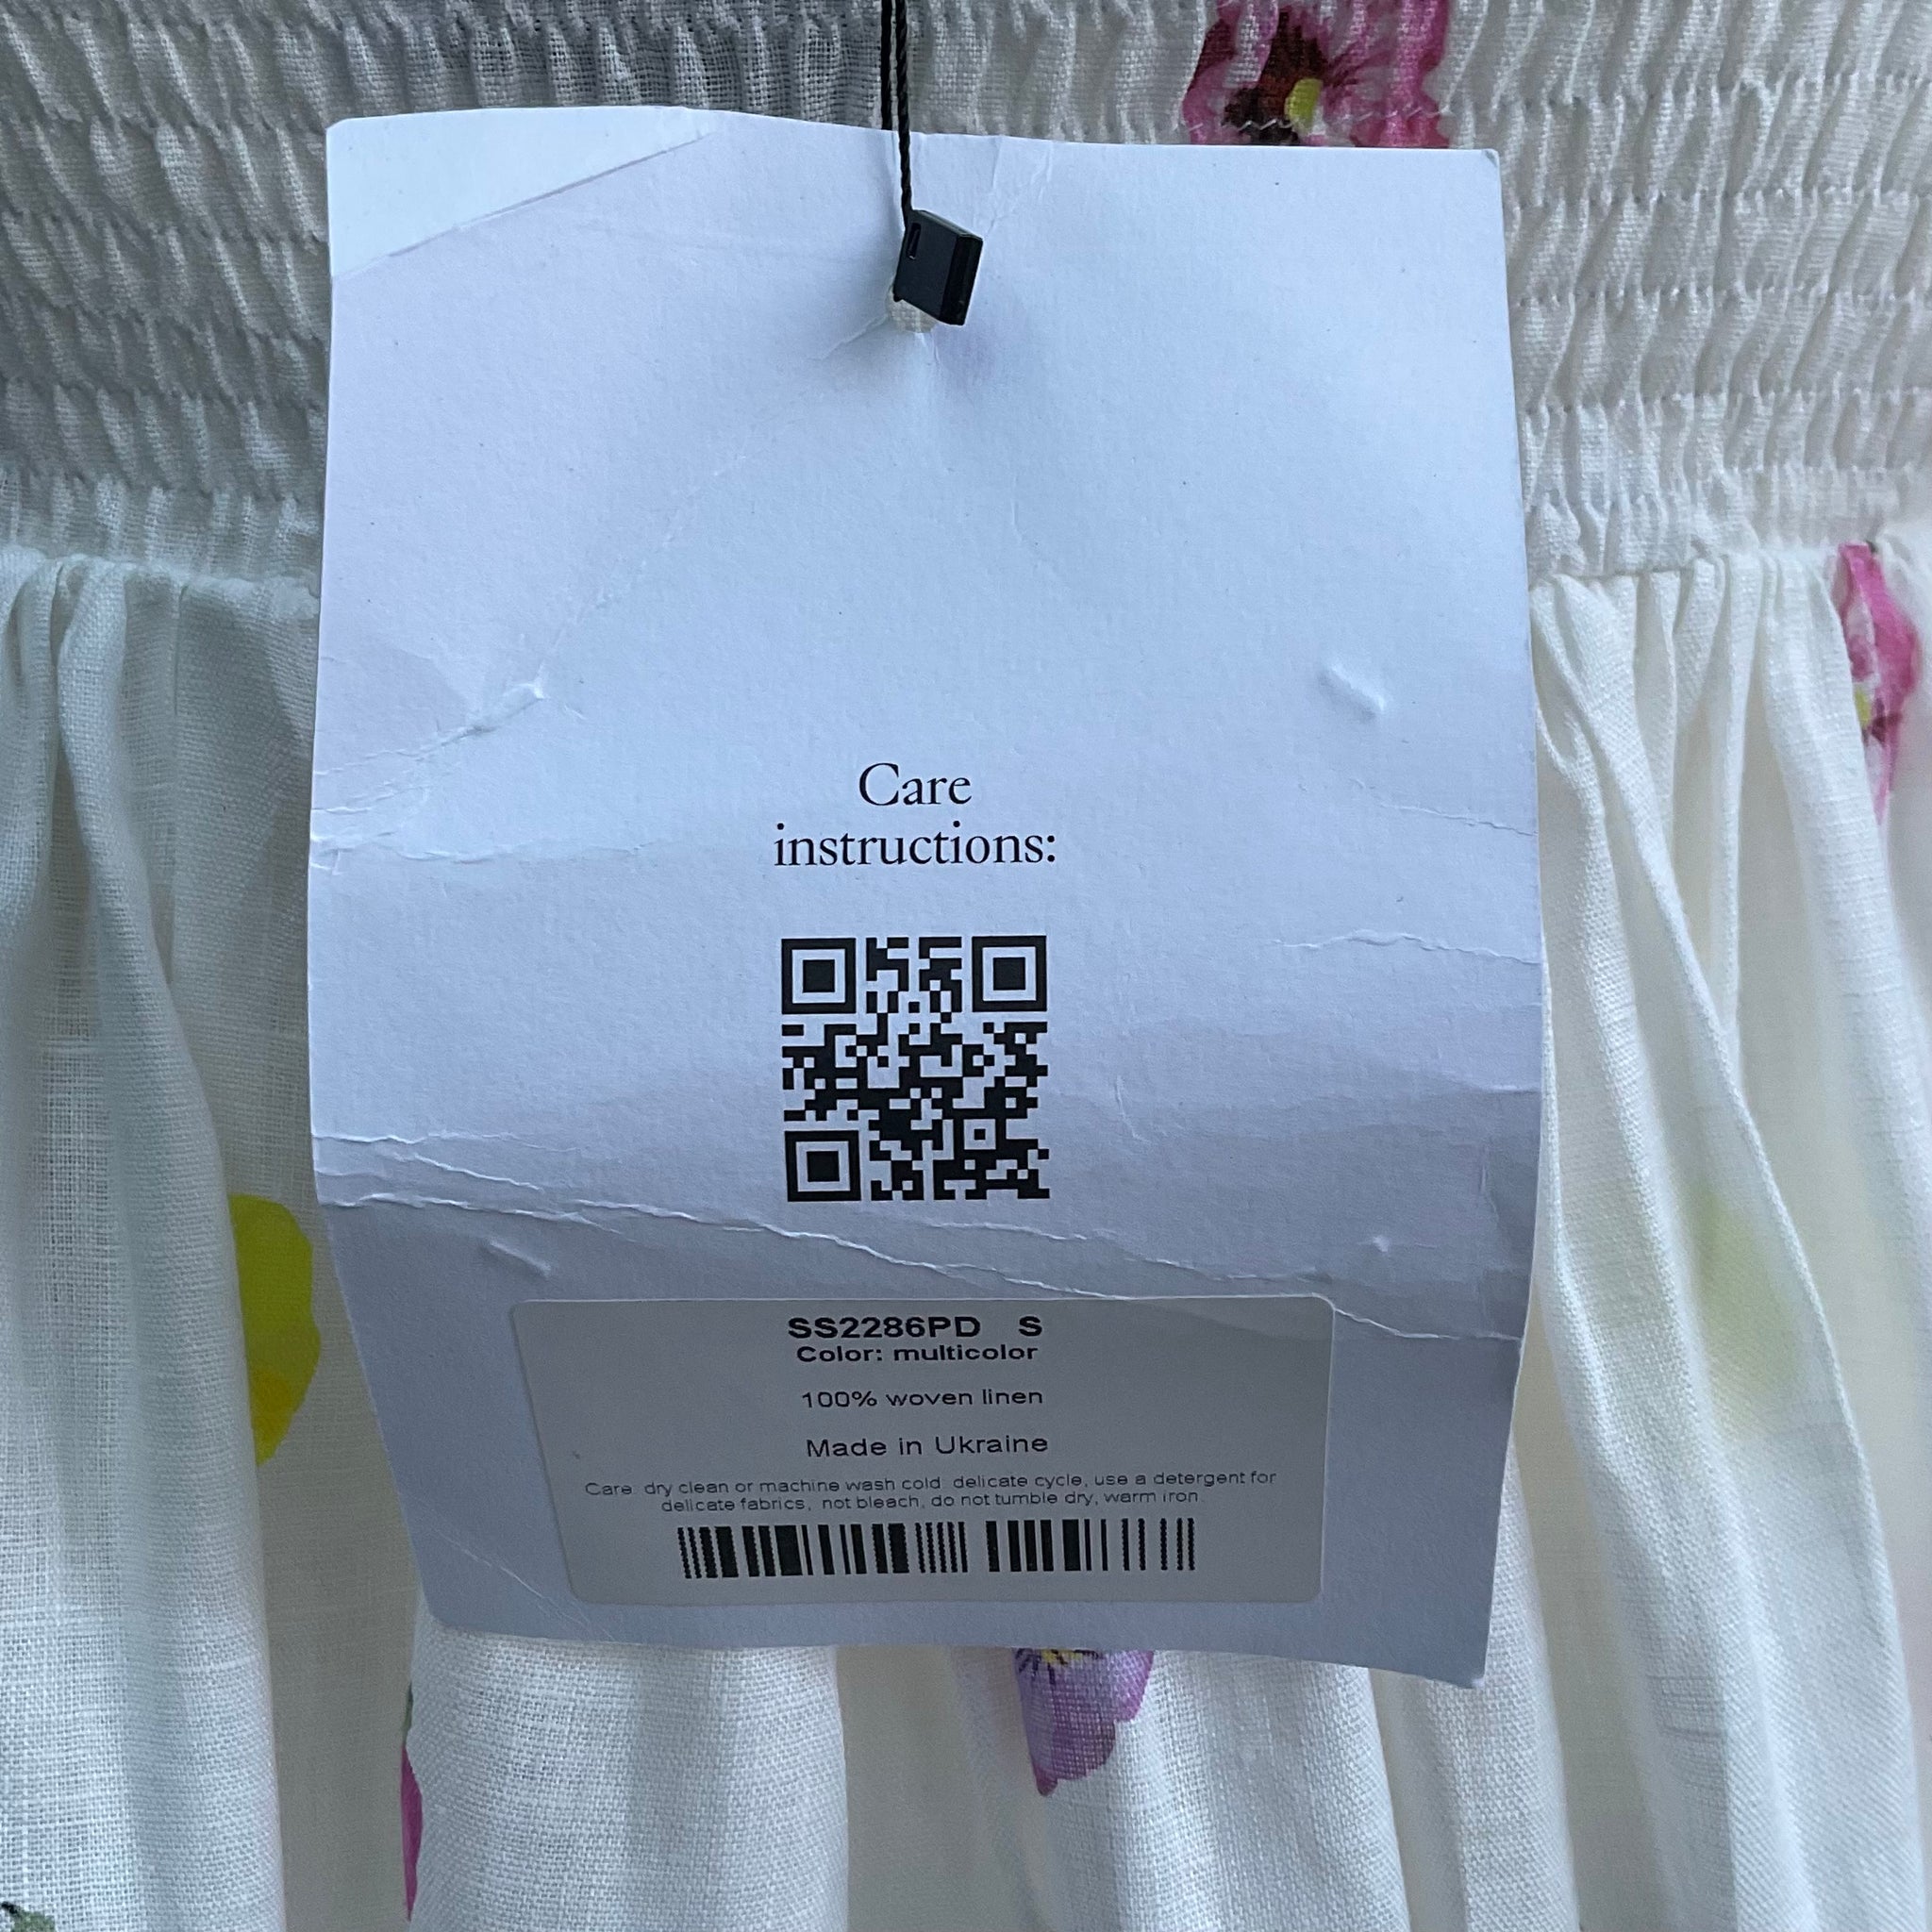 Care
instructions:
SS2286PD S
Color: multicolor
100% woven linen
Made in Ukraine
Care: dry clean or machine wash cold: delicate cycle, use a detergent for
delicate fabrics, not bleach, do not tumble dry, warm iron.